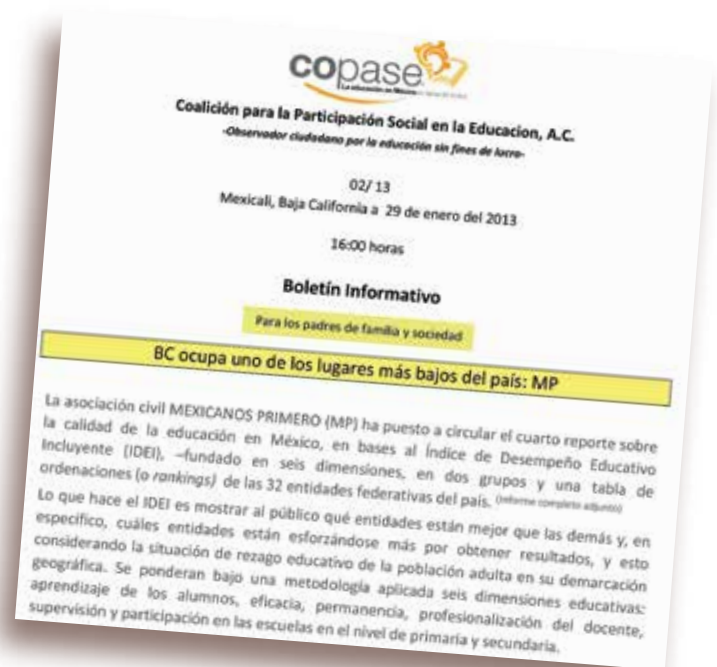 copase
La educación en México
Coalición para la Participación Social en la Educacion, A.C.
-Observador ciudadano por la educación sin fines de lucro-
02/ 13
Mexicali, Baja California a 29 de enero del 2013
16:00 horas
Boletín Informativo
Para los padres de familia y sociedad
BC ocupa uno de los lugares más bajos del país: MP
La asociación civil MEXICANOS PRIMERO (MP) ha puesto a circular el cuarto reporte sobre
la calidad de la educación en México, en bases al Índice de Desempeño Educativo
Incluyente (IDEI), –fundado en seis dimensiones, en dos grupos y una tabla de
ordenaciones (o rankings) de las 32 entidades federativas del país. (Informe completo adjunto)
Lo que hace el IDEI es mostrar al público qué entidades están mejor que las demás y, en
específico, cuáles entidades están esforzándose más por obtener resultados, y esto
considerando la situación de rezago educativo de la población adulta en su demarcación
geográfica. Se ponderan bajo una metodología aplicada seis dimensiones educativas:
aprendizaje de los alumnos, eficacia, permanencia, profesionalización del docente,
supervisión y participación en las escuelas en el nivel de primaria y secundaria.